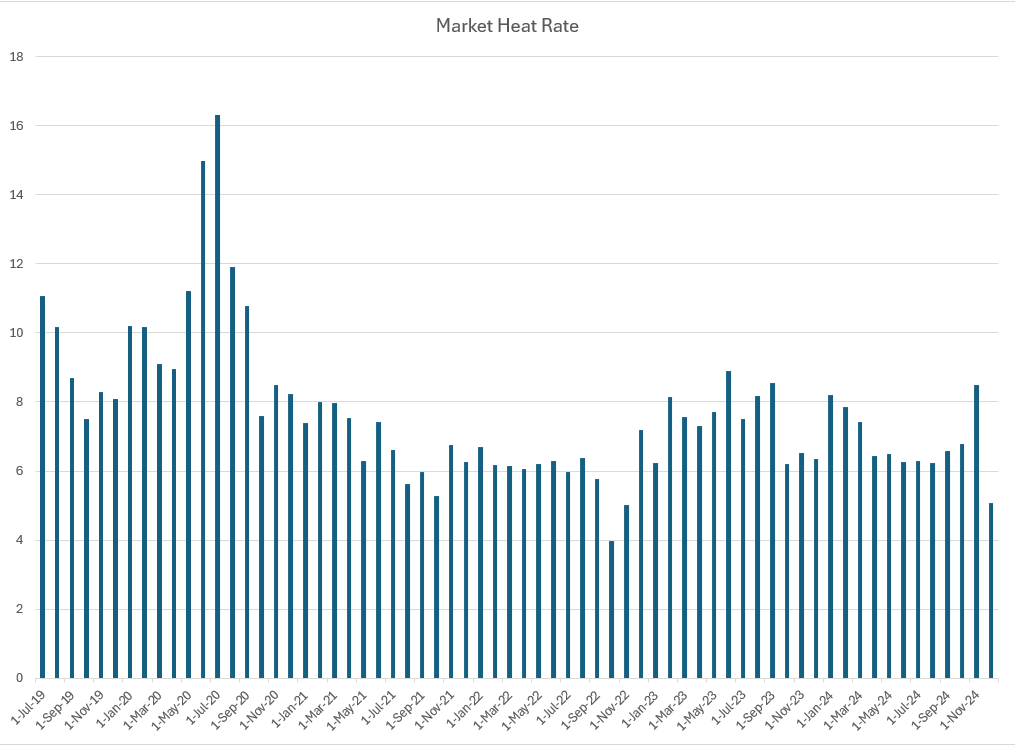 Market Heat Rate
18
16
14
12
10
8
6
4
2
0
1-Jul-19
1-Sep-19
1-Nov-19
1-Jan-20
1-Mar-20
1-May-20
1-Jul-20
1-Sep-20
1-Nov-20
1-Jan-21
1-Mar-21
1-May-21
1-Jul-21
1-Sep-21
1-Nov-21
1-Jan-22
1-Mar-22
1-May-22
1-Jul-22
1-Sep-22
1-Nov-22
1-Jan-23
1-Mar-23
1-May-23
1-Jul-23
1-Sep-23
1-Nov-23
1-Jan-24
1-Mar-24
1-May-24
1-Jul-24
1-Sep-24
1-Nov-24